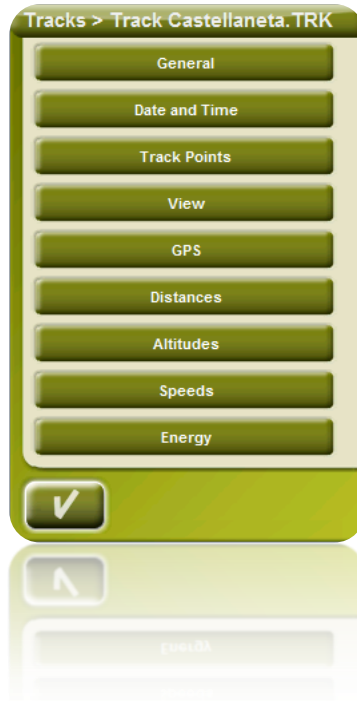 Tracks > Track Castellaneta.TRK
General
Date and Time
Track Points
View
GPS
Distances
Altitudes
Speeds
Energy